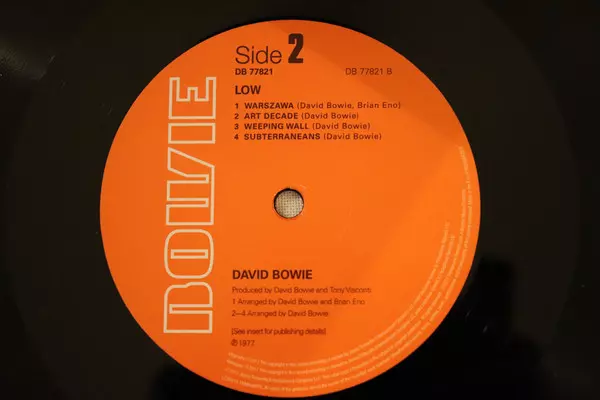 Side 2
DB 77821
DB 77821 B
LOW
1 WARSZAWA (David Bowie, Brian Eno)
2 ART DECADE (David Bowie)
3 WEEPING WALL (David Bowie)
4 SUBTERRANEANS (David Bowie)
BOWIE
DAVID BOWIE
Produced by David Bowie and Tony Visconti
1 Arranged by David Bowie and Brian Eno
2–4 Arranged by David Bowie
[See insert for publishing details]
℗ 1977